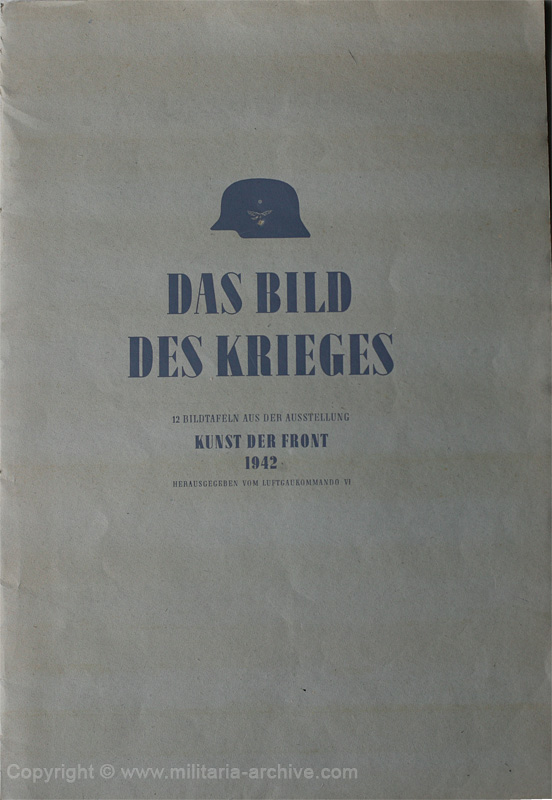 DAS BILD
DES KRIEGES
12 BILDTAFELN AUS DER AUSSTELLUNG
KUNST DER FRONT
1942
HERAUSGEGEBEN VOM LUFTGAUKOMMANDO VI
Copyright © www.militaria-archive.com